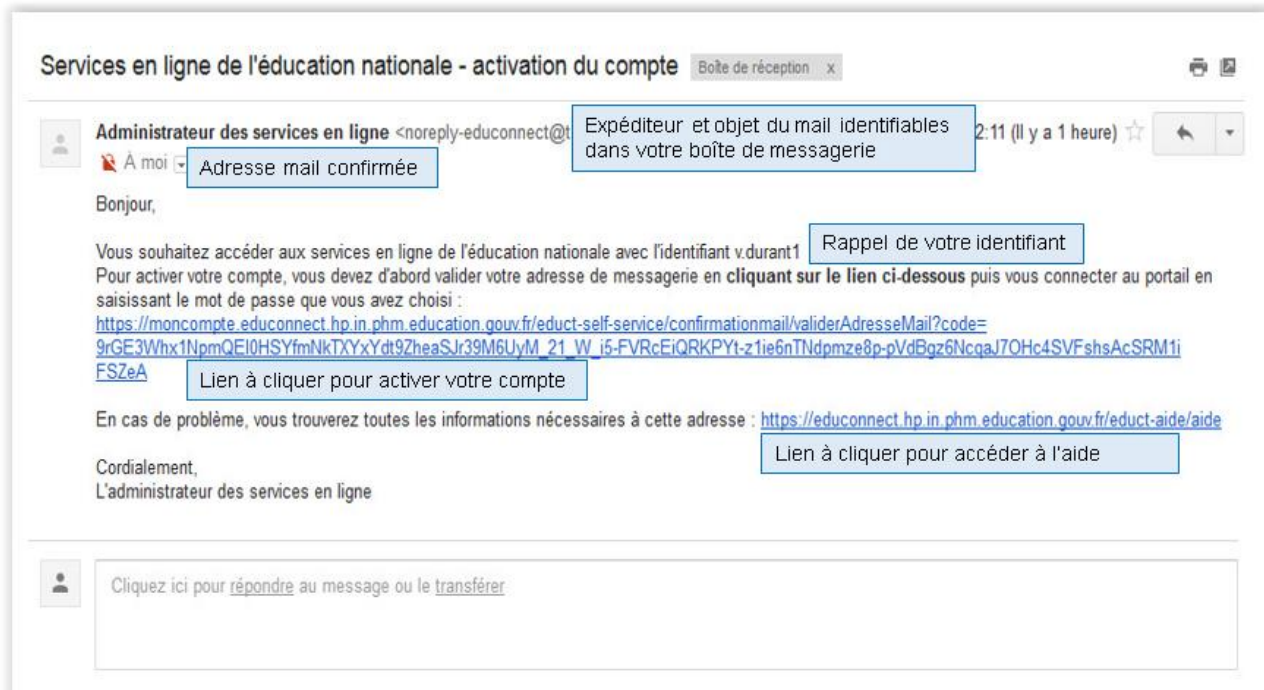 Services en ligne de l'éducation nationale - activation du compte Boîte de réception x
Administrateur des services en ligne <noreply-educonnect@t
Expéditeur et objet du mail identifiables
dans votre boîte de messagerie
2:11 (Il y a 1 heure)
À moi
Adresse mail confirmée
Bonjour,
Vous souhaitez accéder aux services en ligne de l'éducation nationale avec l'identifiant v.durant1
Rappel de votre identifiant
Pour activer votre compte, vous devez d'abord valider votre adresse de messagerie en cliquant sur le lien ci-dessous puis vous connecter au portail en
saisissant le mot de passe que vous avez choisi :
https://moncompte.educonnect.hp.in.phm.education.gouv.fr/educt-self-service/confirmationmail/validerAdresseMail?code=
9rGE3Whx1NpmQEI0HSYfmNkTXYxYdt9ZheaSJr39M6UyM_21_W_i5-FVRcEiQRKPYt-z1ie6nTNdpmze8p-pVdBgz6NcqaJ7OHc4SVFshsAcSRM1i
FSZeA
Lien à cliquer pour activer votre compte
En cas de problème, vous trouverez toutes les informations nécessaires à cette adresse : https://educonnect.hp.in.phm.education.gouv.fr/educt-aide/aide
Lien à cliquer pour accéder à l'aide
Cordialement,
L'administrateur des services en ligne
Cliquez ici pour répondre au message ou le transférer